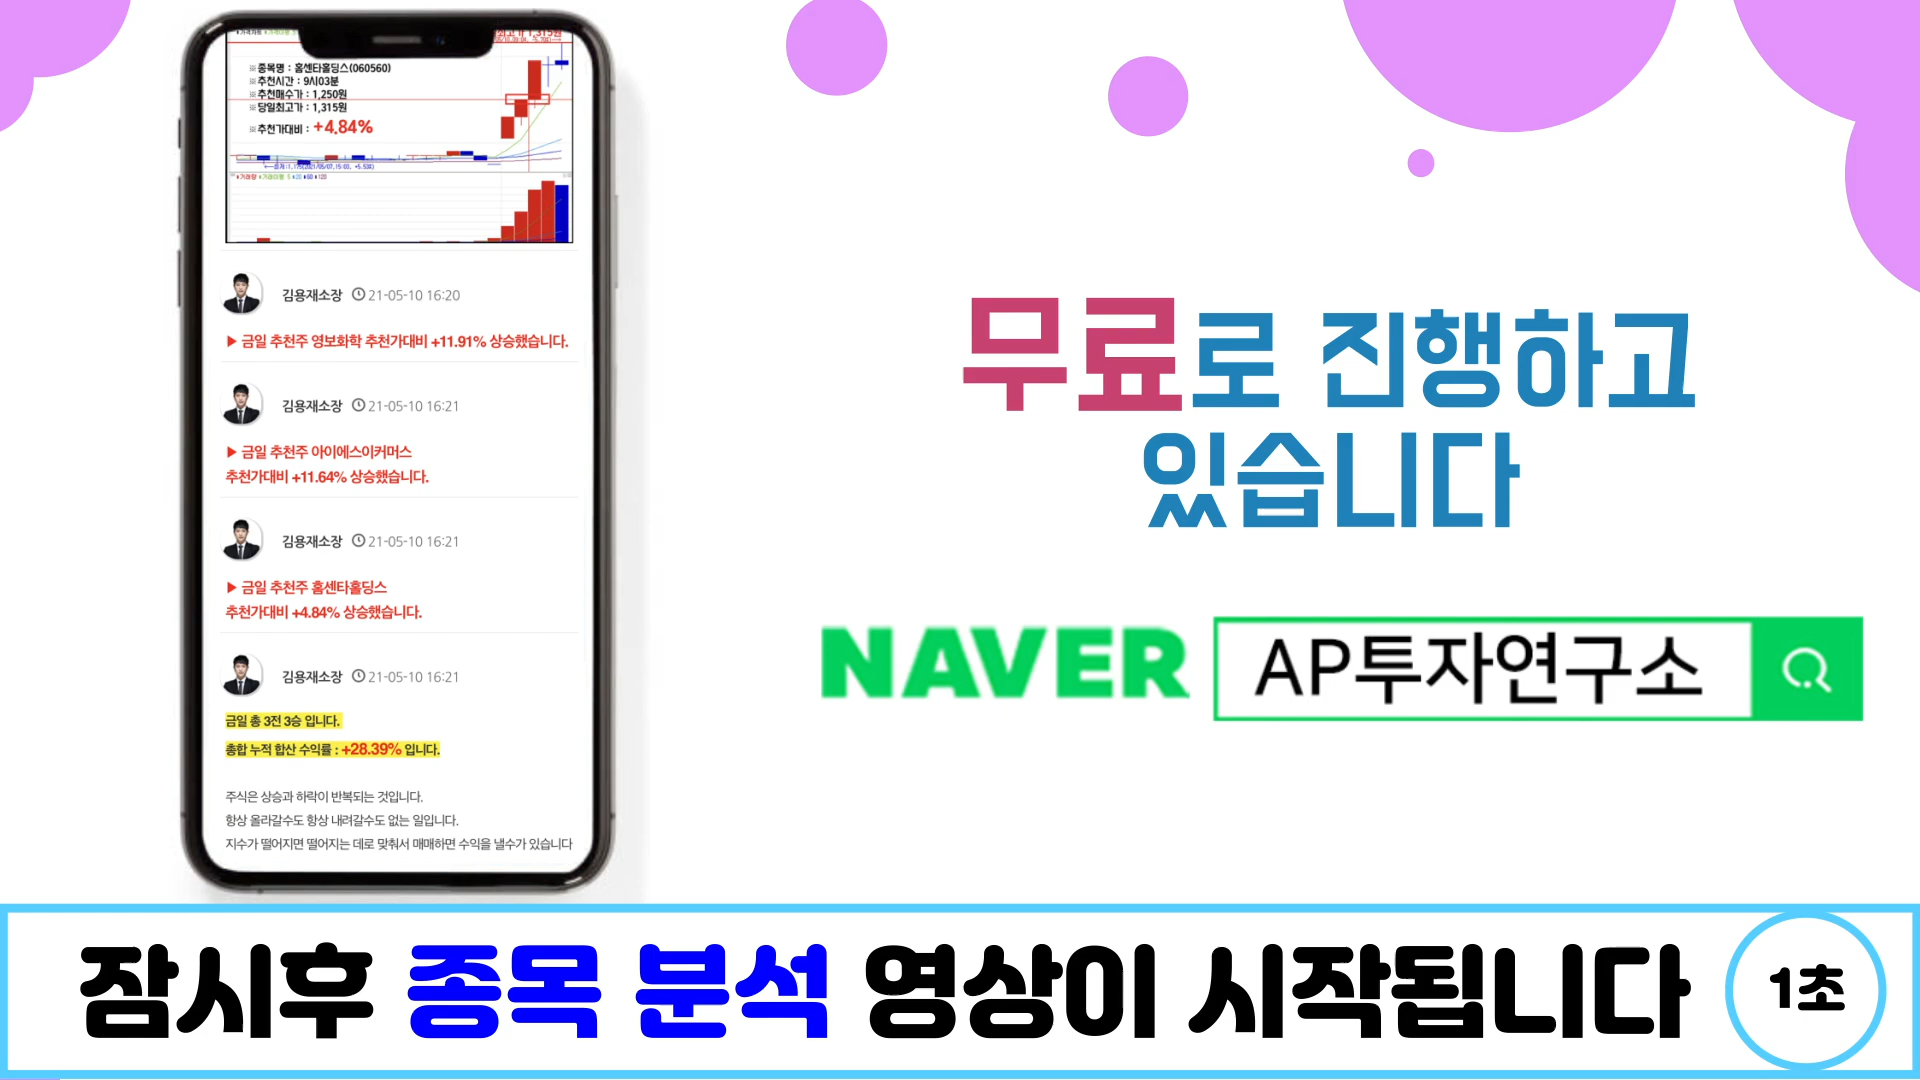 최고가 1,315원
※종목명 : 홈센타홀딩스(060560)
※추천시간 : 9시03분
※추천매수가 : 1,250원
※당일최고가 : 1,315원
※추천가대비 : +4.84%
김용재소장 21-05-10 16:20
▶ 금일 추천주 영보화학 추천가대비 +11.91% 상승했습니다.
김용재소장 21-05-10 16:21
▶ 금일 추천주 아이에스이커머스
추천가대비 +11.64% 상승했습니다.
김용재소장 21-05-10 16:21
▶ 금일 추천주 홈센타홀딩스
추천가대비 +4.84% 상승했습니다.
김용재소장 21-05-10 16:21
금일 총 3전 3승 입니다.
총합 누적 합산 수익률 : +28.39% 입니다.
주식은 상승과 하락이 반복되는 것입니다.
항상 올라갈수도 항상 내려갈수도 없는 일입니다.
지수가 떨어지면 떨어지는 데로 맞춰서 매매하면 수익을 낼수가 있습니다
무료로 진행하고
있습니다
NAVER AP투자연구소
잠시후 종목 분석 영상이 시작됩니다 1초